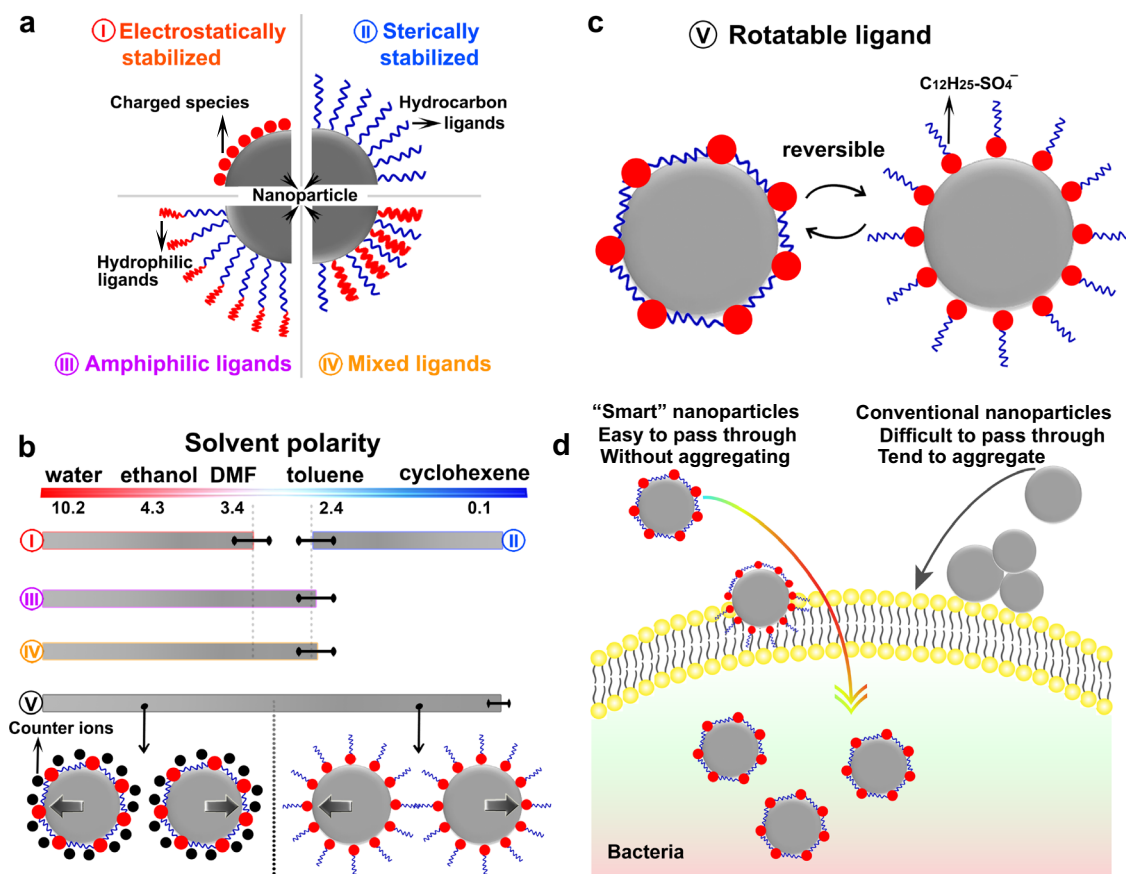 a
Ⓘ Electrostatically
stabilized
Ⓘⓘ Sterically
stabilized
Charged species
Hydrocarbon
ligands
Nanoparticle
Hydrophilic
ligands
III Amphiphilic ligands
IV Mixed ligands
b
Solvent polarity
water ethanol DMF toluene cyclohexene
10.2 4.3 3.4 2.4 0.1
I II
III
IV
V
Counter ions
c
V Rotatable ligand
C12H25-SO4−
reversible
d
“Smart” nanoparticles
Easy to pass through
Without aggregating
Conventional nanoparticles
Difficult to pass through
Tend to aggregate
Bacteria